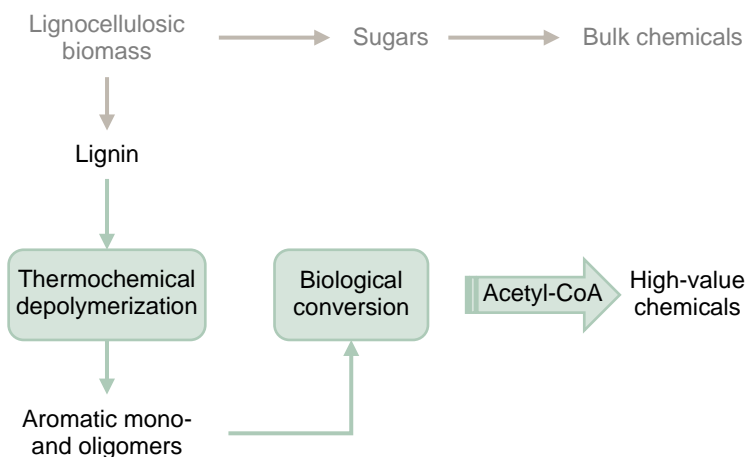 Lignocellulosic
biomass
Sugars
Bulk chemicals
Lignin
Thermochemical
depolymerization
Biological
conversion
Acetyl-CoA
High-value
chemicals
Aromatic mono-
and oligomers